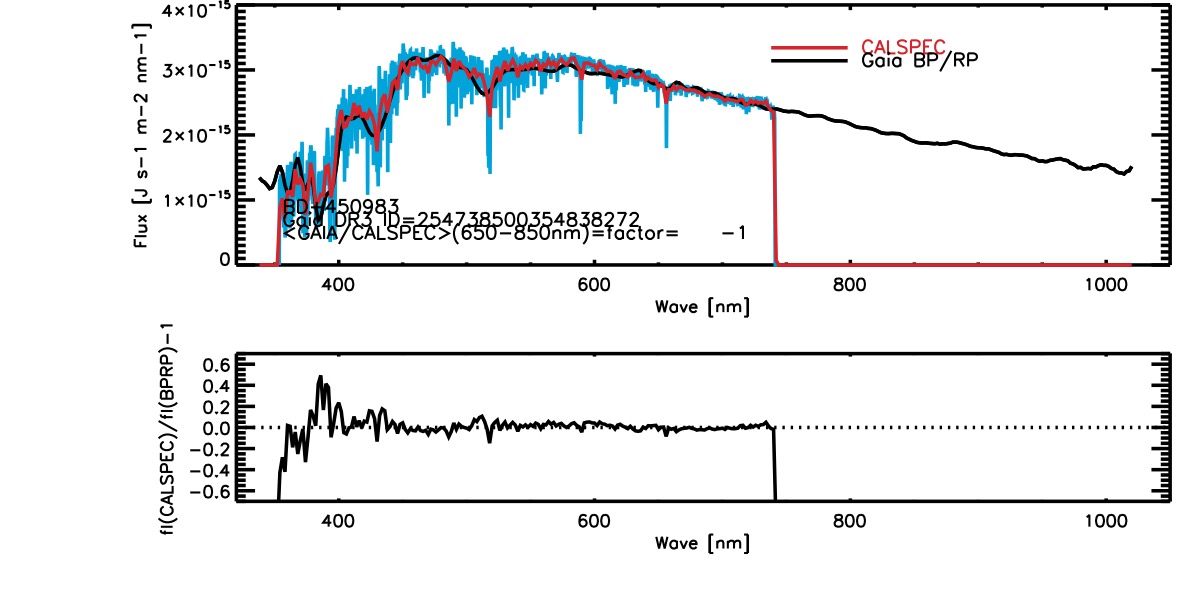 4×10−15
3×10−15
2×10−15
1×10−15
0
Flux [J s−1 m−2 nm−1]
CALSPEC
Gaia BP/RP
BD+450983
Gaia DR3 ID=254738500354838272
<GAIA/CALSPEC>(650−850nm)=factor= −1
400 600 800 1000
Wave [nm]
fl(CALSPEC)/fl(BPRP)−1
0.6
0.4
0.2
0.0
−0.2
−0.4
−0.6
400 600 800 1000
Wave [nm]